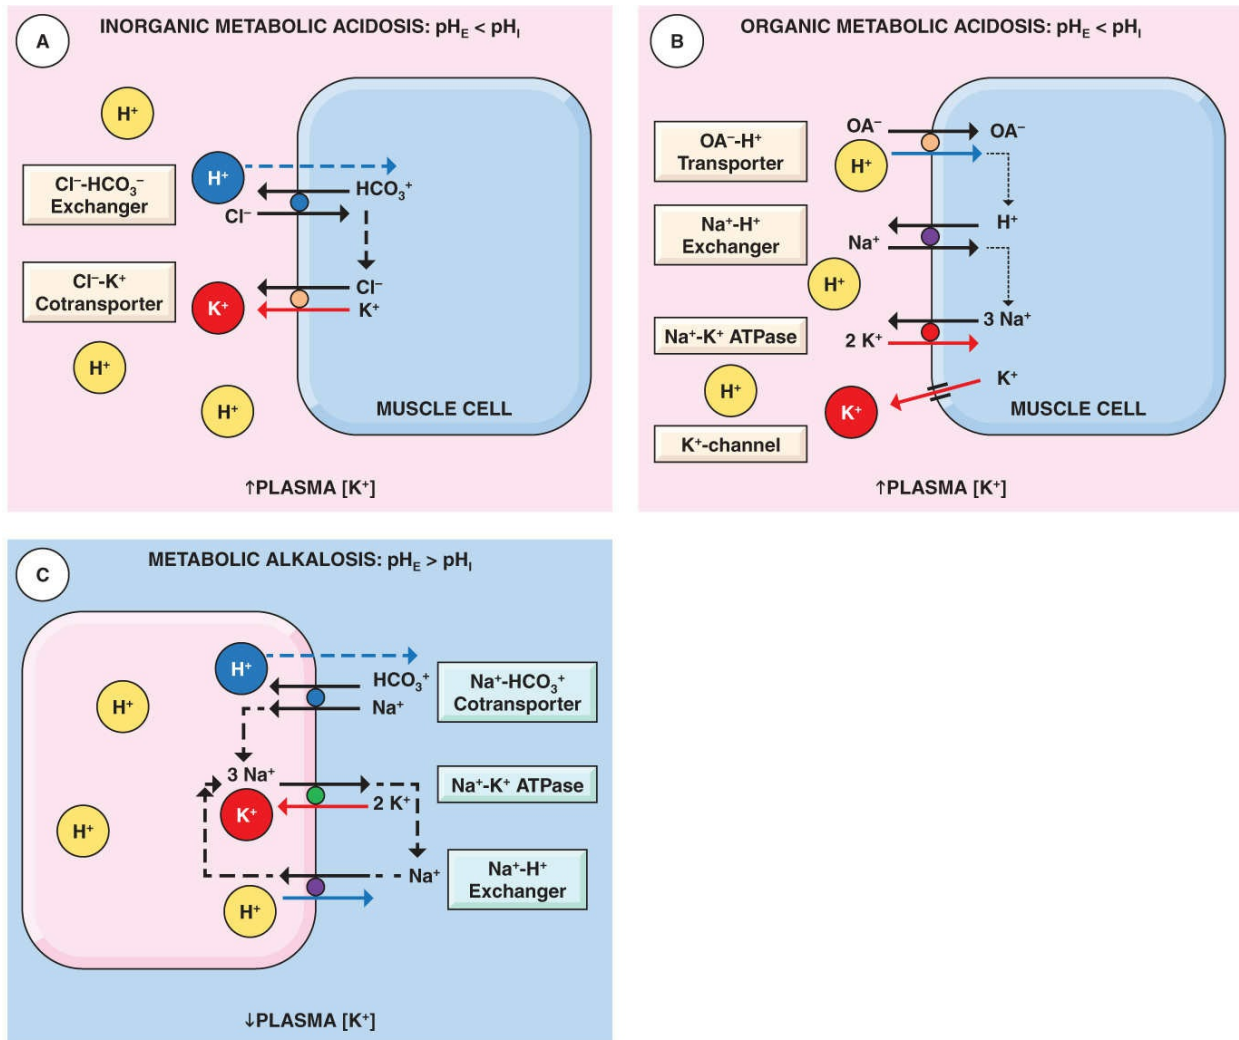 A
INORGANIC METABOLIC ACIDOSIS: pHE < pHI
H⁺
Cl⁻-HCO₃⁻
Exchanger
H⁺
HCO₃⁺
Cl⁻
Cl⁻-K⁺
Cotransporter
K⁺
Cl⁻
K⁺
H⁺
H⁺
MUSCLE CELL
↑PLASMA [K⁺]
B
ORGANIC METABOLIC ACIDOSIS: pHE < pHI
OA⁻-H⁺
Transporter
OA⁻
OA⁻
H⁺
Na⁺-H⁺
Exchanger
H⁺
Na⁺
H⁺
Na⁺-K⁺ ATPase
3 Na⁺
2 K⁺
H⁺
K⁺
K⁺
MUSCLE CELL
K⁺-channel
↑PLASMA [K⁺]
C
METABOLIC ALKALOSIS: pHE > pHI
H⁺
HCO₃⁺
Na⁺
Na⁺-HCO₃⁺
Cotransporter
H⁺
3 Na⁺
K⁺
2 K⁺
Na⁺-K⁺ ATPase
H⁺
Na⁺
H⁺
Na⁺-H⁺
Exchanger
↓PLASMA [K⁺]